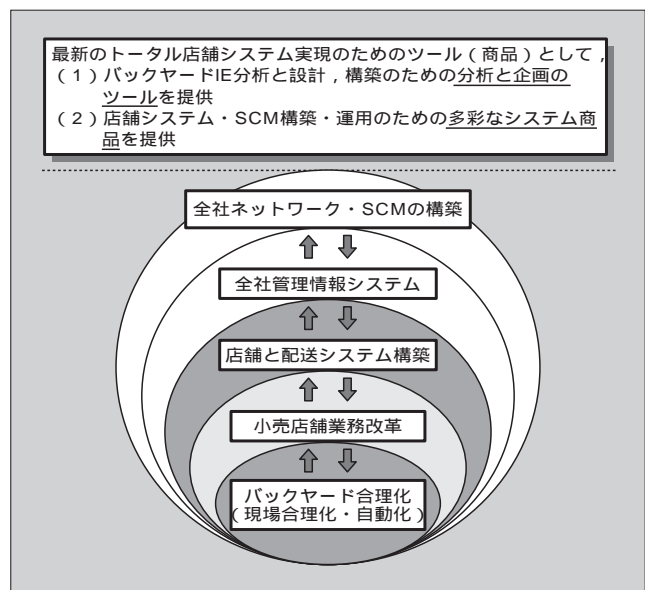 最新のトータル店舗システム実現のためのツール（商品）として，
（１）バックヤードIE分析と設計，構築のための分析と企画の
ツールを提供
（２）店舗システム・SCM構築・運用のための多彩なシステム商
品を提供
全社ネットワーク・SCMの構築
全社管理情報システム
店舗と配送システム構築
小売店舗業務改革
バックヤード合理化
（現場合理化・自動化）